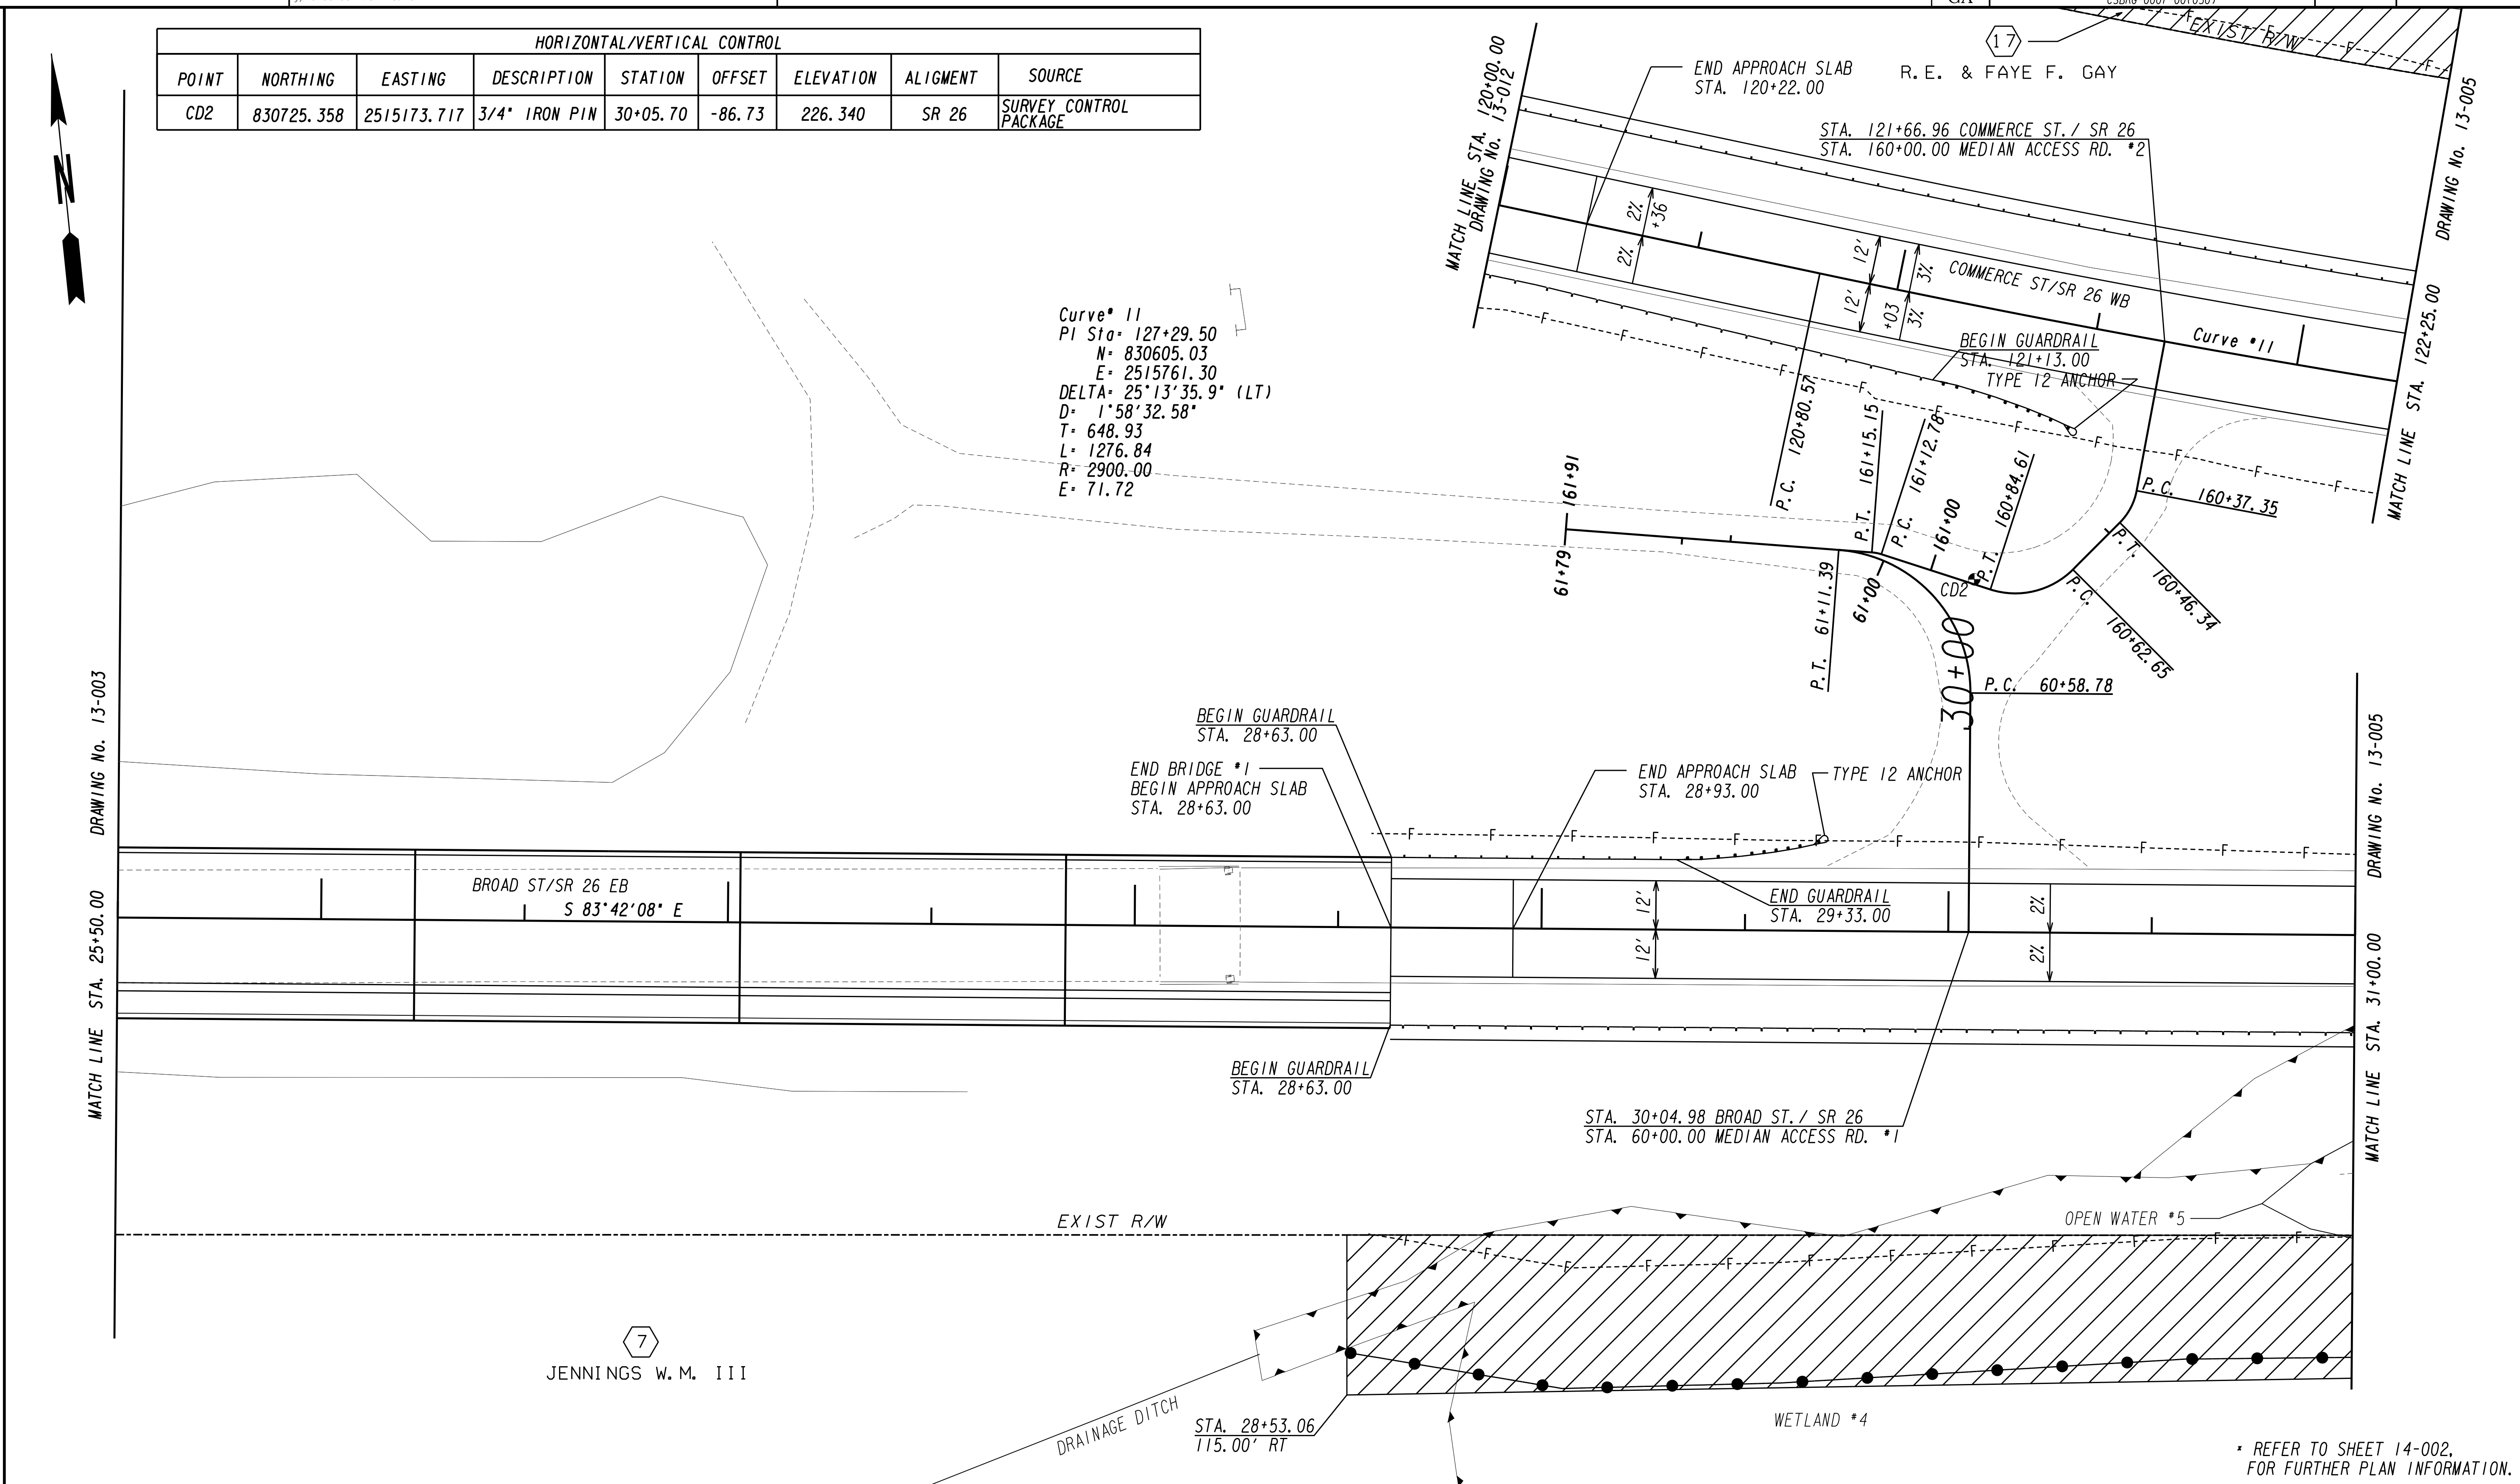 HORIZONTAL/VERTICAL CONTROL
POINT NORTHING EASTING DESCRIPTION STATION OFFSET ELEVATION ALIGMENT SOURCE
CD2 830725.358 2515173.717 3/4" IRON PIN 30+05.70 -86.73 226.340 SR 26 SURVEY CONTROL
PACKAGE
N
GA
17
R.E. & FAYE F. GAY
EXIST R/W
END APPROACH SLAB
STA. 120+22.00
STA. 121+66.96 COMMERCE ST./ SR 26
STA. 160+00.00 MEDIAN ACCESS RD. #2
MATCH LINE STA. 120+00.00
DRAWING No. 13-012
MATCH LINE STA. 122+25.00 DRAWING No. 13-005
2%
+36
2%
12'
12'
3%
+03
3%
COMMERCE ST/SR 26 WB
Curve #11
BEGIN GUARDRAIL
STA. 121+13.00
TYPE 12 ANCHOR
Curve# 11
PI Sta= 127+29.50
N= 830605.03
E= 2515761.30
DELTA= 25°13'35.9" (LT)
D= 1°58'32.58"
T= 648.93
L= 1276.84
R= 2900.00
E= 71.72
P.C. 120+80.57
P.T. 161+15.15
P.C. 161+12.78
161+00
P.T. 160+84.61
P.C. 160+37.35
P.T. 160+46.34
P.C. 160+62.65
161+91
61+79
P.T. 61+11.39
61+00
CD2
30+00
P.C. 60+58.78
BEGIN GUARDRAIL
STA. 28+63.00
END BRIDGE #1
BEGIN APPROACH SLAB
STA. 28+63.00
END APPROACH SLAB
STA. 28+93.00
TYPE 12 ANCHOR
MATCH LINE STA. 25+50.00 DRAWING No. 13-003
MATCH LINE STA. 31+00.00 DRAWING No. 13-005
BROAD ST/SR 26 EB
S 83°42'08" E
12'
12'
END GUARDRAIL
STA. 29+33.00
2%
2%
BEGIN GUARDRAIL
STA. 28+63.00
STA. 30+04.98 BROAD ST./ SR 26
STA. 60+00.00 MEDIAN ACCESS RD. #1
EXIST R/W
OPEN WATER #5
7
JENNINGS W.M. III
DRAINAGE DITCH
STA. 28+53.06
115.00' RT
WETLAND #4
* REFER TO SHEET 14-002,
FOR FURTHER PLAN INFORMATION.